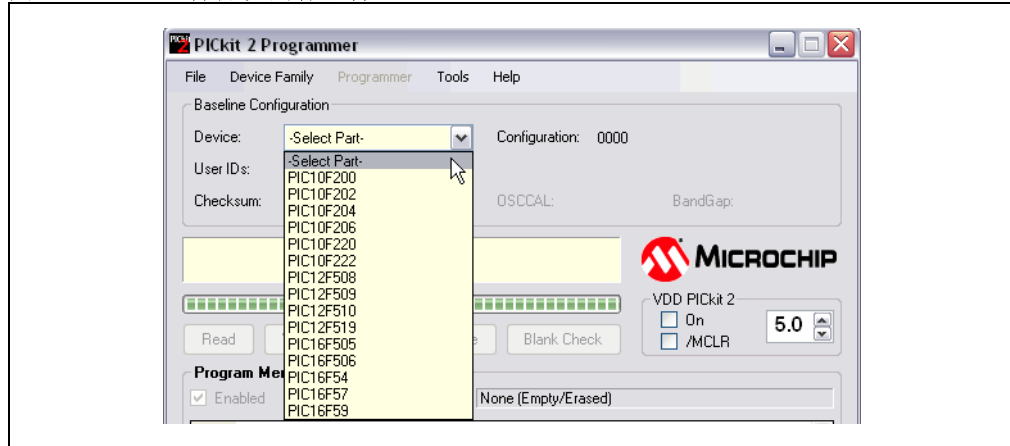 PICkit 2 Programmer
File Device Family Programmer Tools Help
Baseline Configuration
Device: -Select Part- Configuration: 0000
User IDs: -Select Part-
PIC10F200
Checksum: PIC10F202 OSCCAL: BandGap:
PIC10F204
PIC10F206
PIC10F220
PIC10F222
MICROCHIP
PIC12F508
PIC12F509
VDD PICkit 2
PIC12F510
On 5.0
PIC12F519
Read PIC16F505 Blank Check /MCLR
PIC16F506
Program Me PIC16F54
Enabled PIC16F57 None (Empty/Erased)
PIC16F59